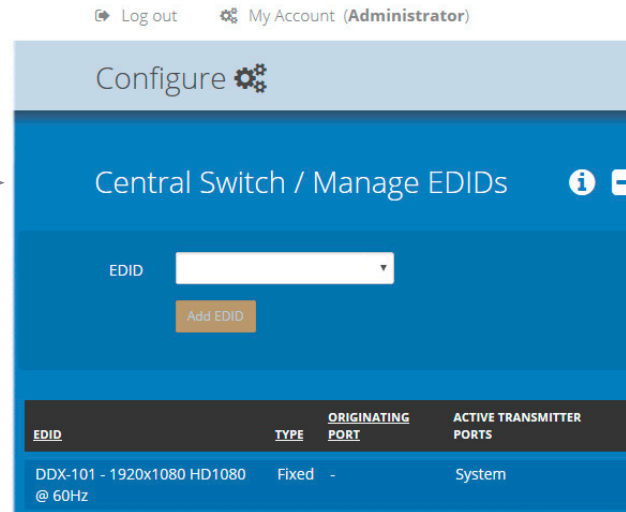 Log out My Account (Administrator)
Configure
Central Switch / Manage EDIDs
EDID
Add EDID
EDID TYPE ORIGINATING PORT ACTIVE TRANSMITTER PORTS
DDX-101 - 1920x1080 HD1080 Fixed - System
@ 60Hz